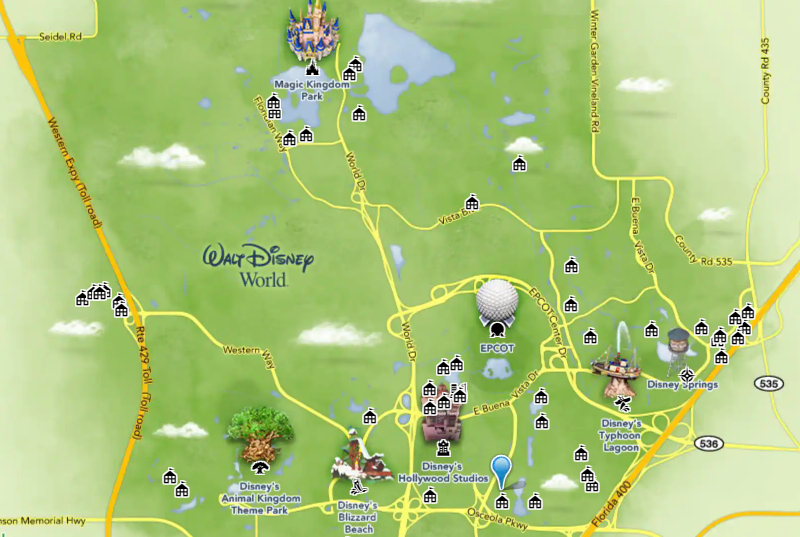 Seidel Rd
Winter Garden Vineland Rd
County Rd 435
Magic Kingdom
Park
Floridian Way
Western Expy (Toll road)
World Dr
Vista Bl
E Buena Vista Dr
County Rd 535
WALT DISNEY
World
EPCOT Center Dr
EPCOT
Rte 429 Toll (Toll road)
World Dr
Western Way
Disney Springs
535
E Buena Vista Dr
Disney's
Typhoon
Lagoon
536
Disney's
Hollywood Studios
Disney's
Animal Kingdom
Theme Park
Disney's
Blizzard
Beach
Florida 400
Osceola Pkwy
nson Memorial Hwy